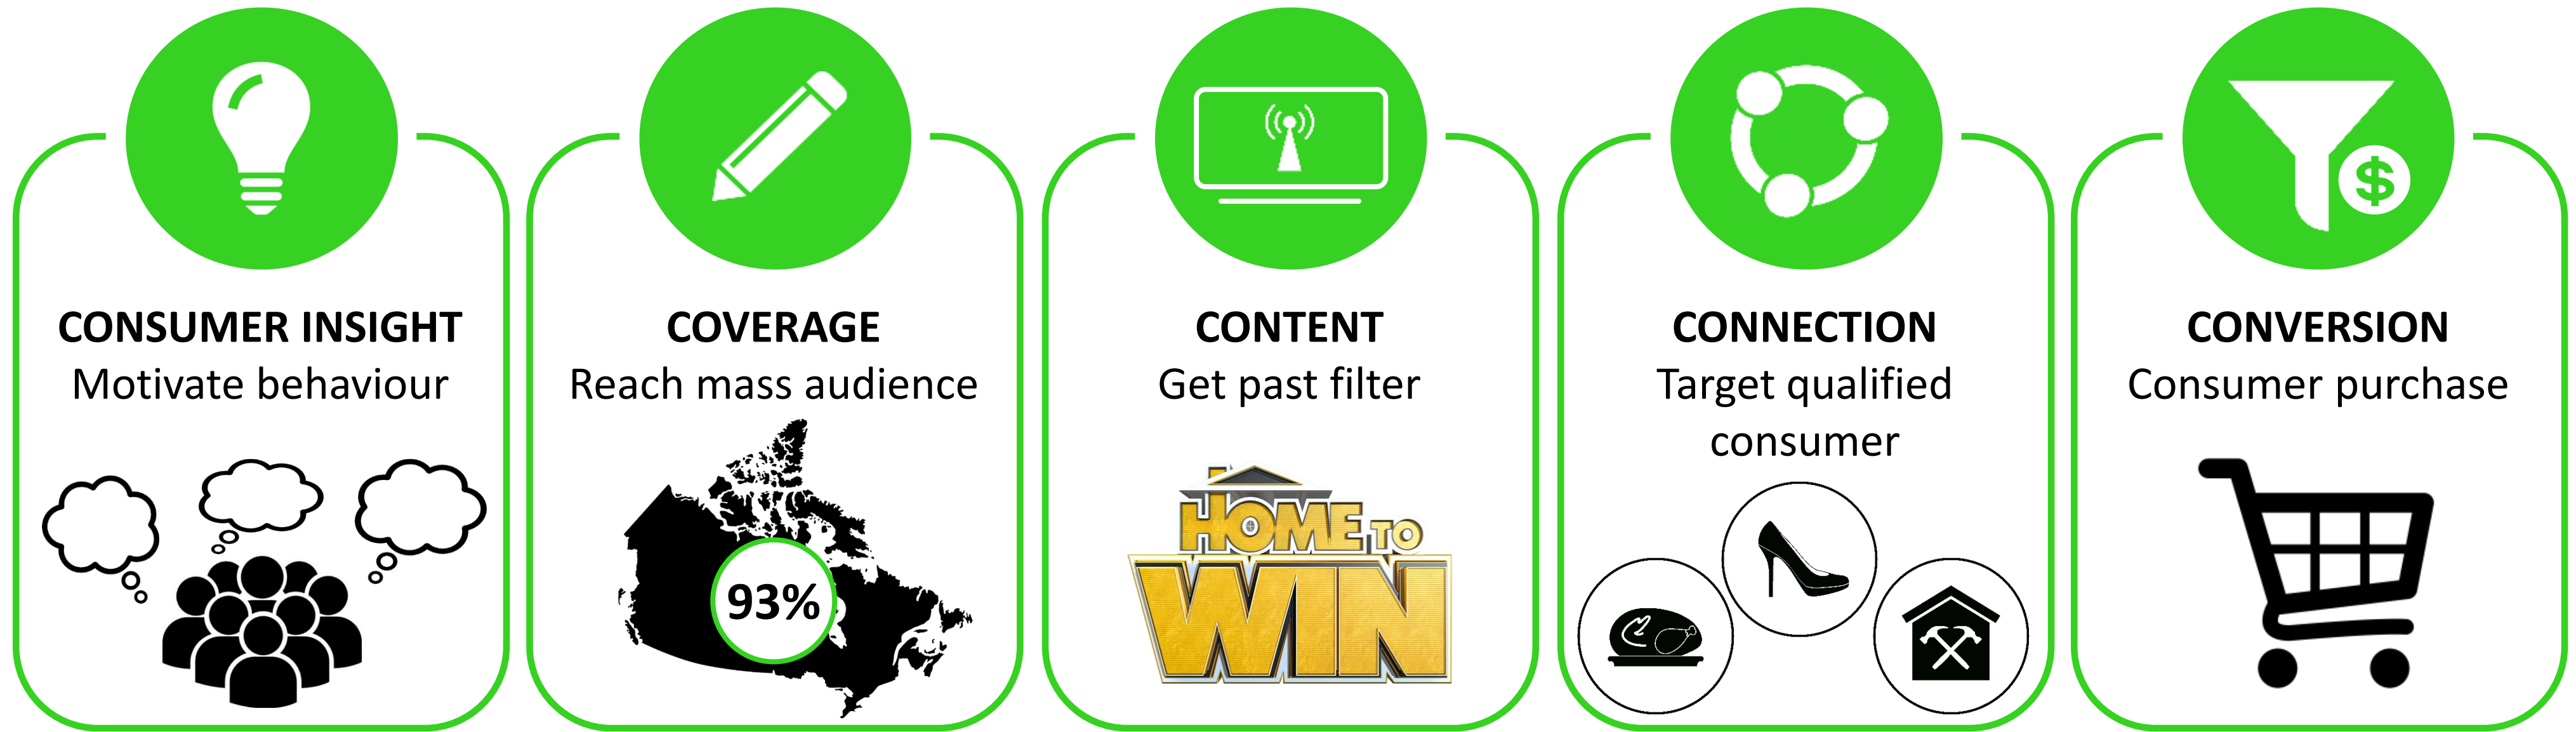 $
CONSUMER INSIGHT
Motivate behaviour
COVERAGE
Reach mass audience
93%
CONTENT
Get past filter
HOME TO
WIN
CONNECTION
Target qualified
consumer
CONVERSION
Consumer purchase